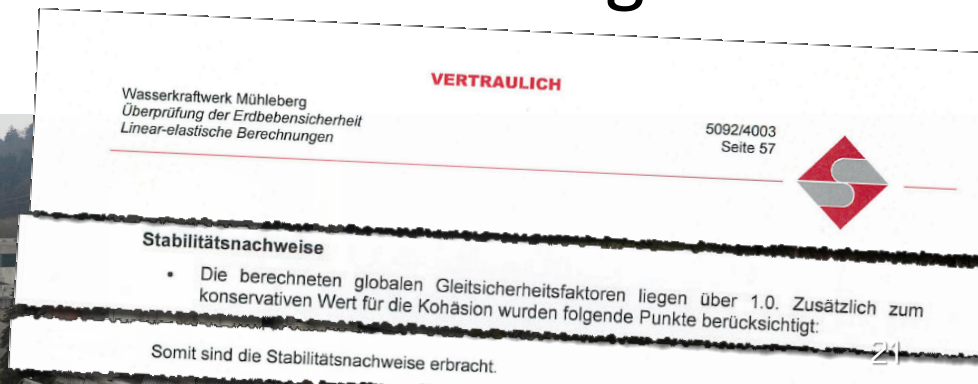 VERTRAULICH
Wasserkraftwerk Mühleberg
Überprüfung der Erdbebensicherheit
Linear-elastische Berechnungen
5092/4003
Seite 57
Stabilitätsnachweise
• Die berechneten globalen Gleitsicherheitsfaktoren liegen über 1.0. Zusätzlich zum
konservativen Wert für die Kohäsion wurden folgende Punkte berücksichtigt:
Somit sind die Stabilitätsnachweise erbracht.
21